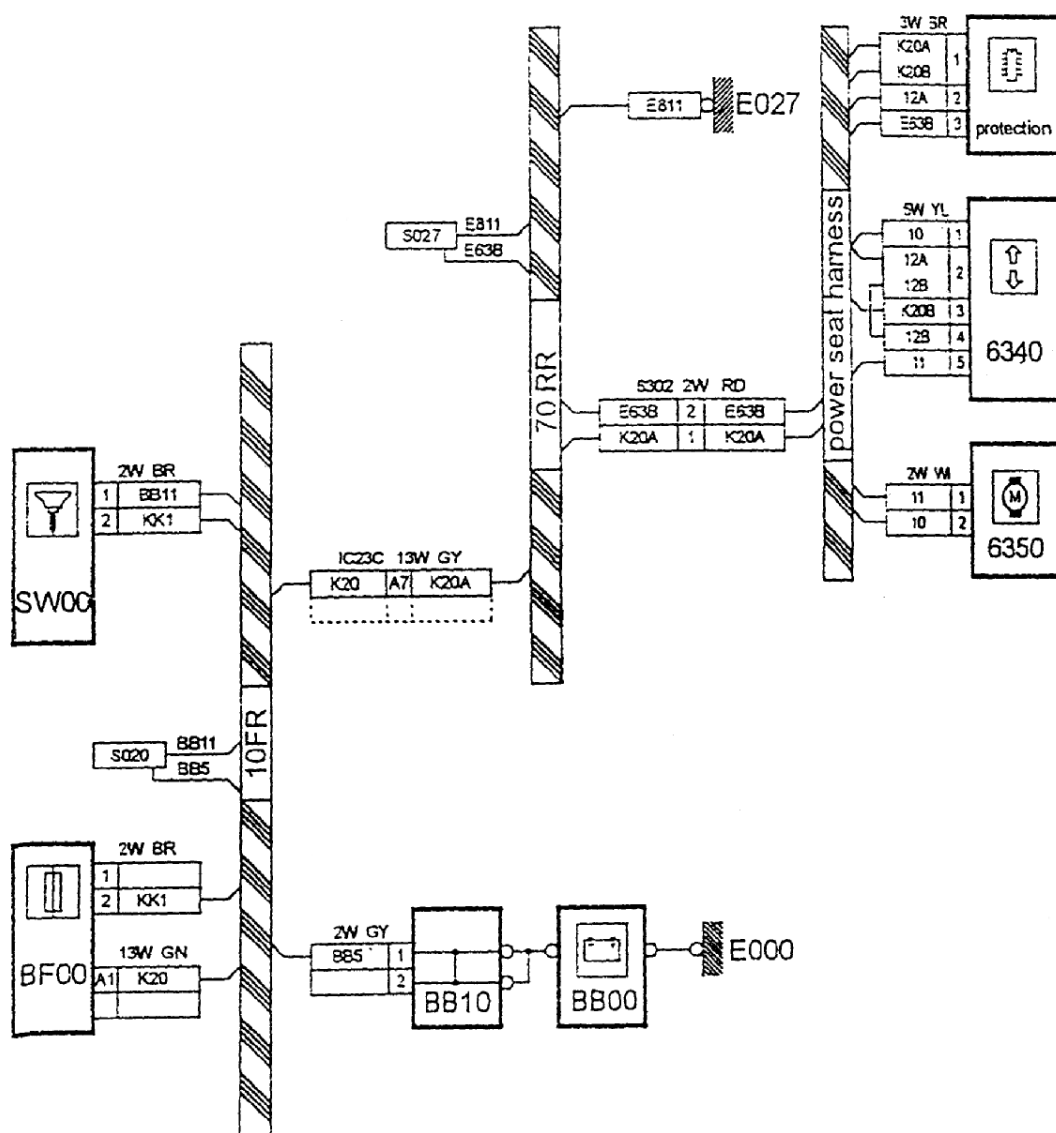 3W SR
K20A
K20B
1
12A 2
E63B 3
protection
E811
E027
S027
E811
E63B
5W YL
10 1
12A
12B
2
K20B 3
12B 4
11 5
6340
power seat harness
70 RR
6302 2W RD
E63B 2 E63B
K20A 1 K20A
2W BR
1 BB11
2 KK1
SW00
2W WI
11 1
10 2
M
6350
IC23C 13W GY
K20 A7 K20A
10FR
S020
BB11
BB5
2W BR
1
2 KK1
13W GN
A1 K20
BF00
2W GY
BB5 1
2
BB10
BB00
E000